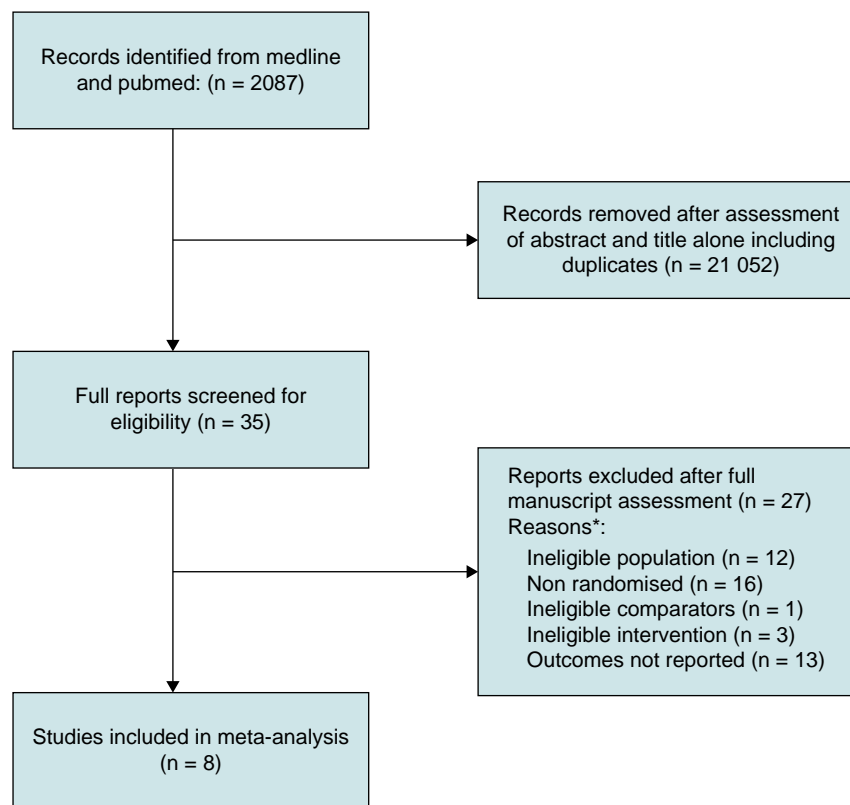 Records identified from medline
and pubmed: (n = 2087)
Records removed after assessment
of abstract and title alone including
duplicates (n = 21 052)
Full reports screened for
eligibility (n = 35)
Reports excluded after full
manuscript assessment (n = 27)
Reasons*:
Ineligible population (n = 12)
Non randomised (n = 16)
Ineligible comparators (n = 1)
Ineligible intervention (n = 3)
Outcomes not reported (n = 13)
Studies included in meta-analysis
(n = 8)